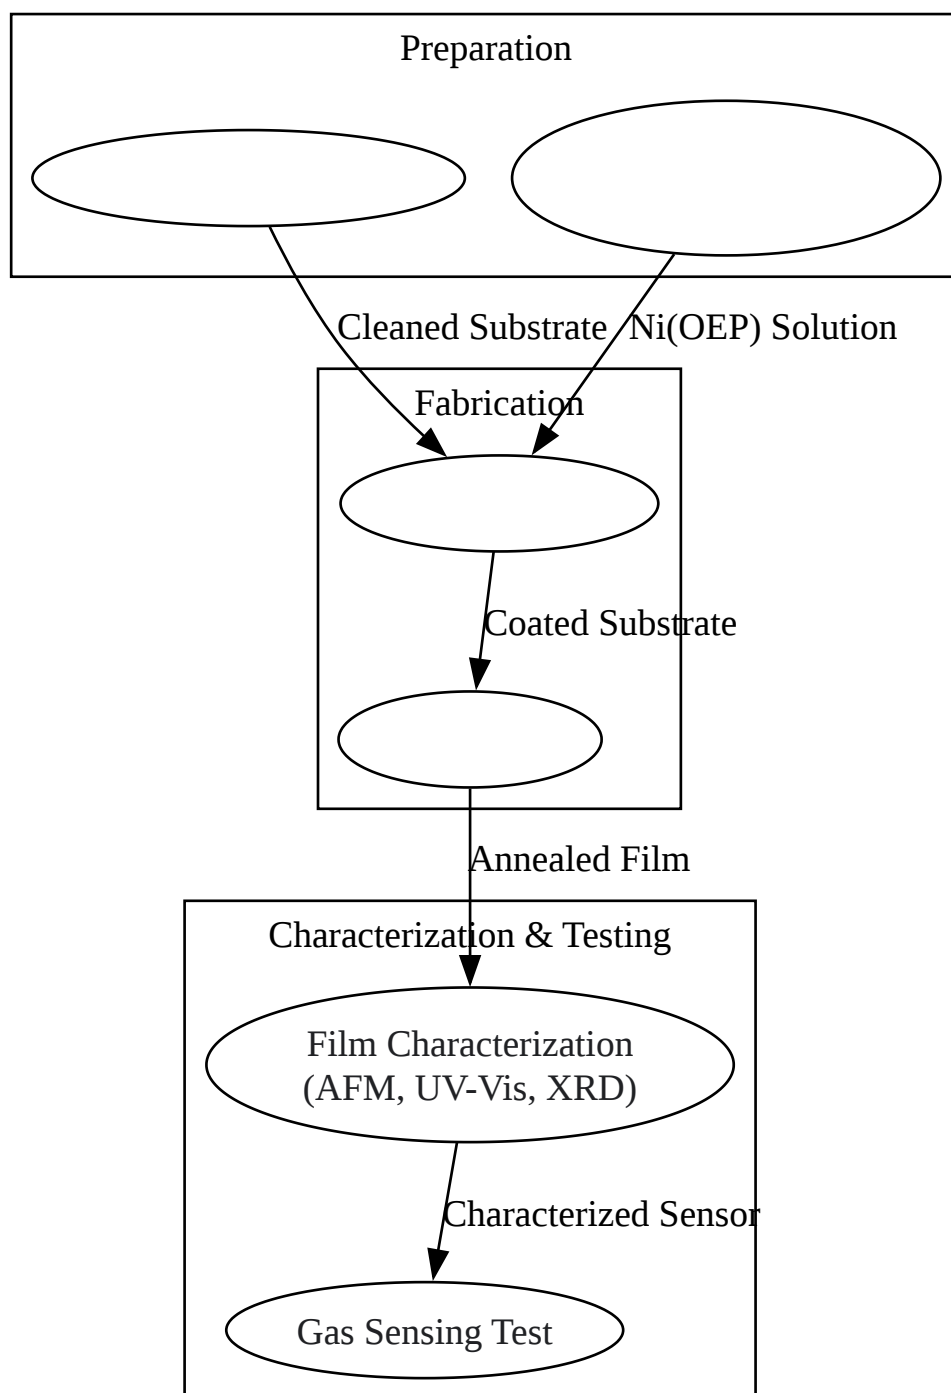 Preparation
Cleaned Substrate
Ni(OEP) Solution
Fabrication
Coated Substrate
Annealed Film
Characterization & Testing
Film Characterization
(AFM, UV-Vis, XRD)
Characterized Sensor
Gas Sensing Test